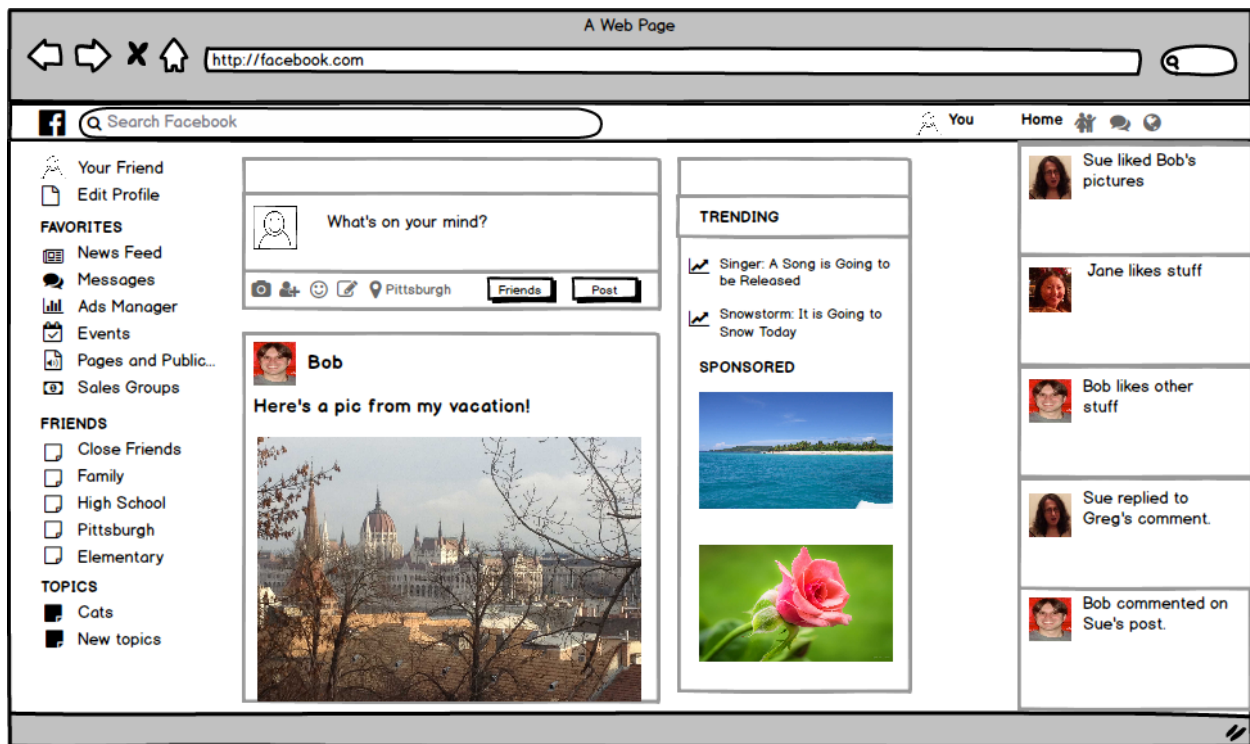 A Web Page
http://facebook.com
f
Search Facebook
You
Home
Your Friend
Edit Profile
FAVORITES
News Feed
Messages
Ads Manager
Events
Pages and Public...
Sales Groups
FRIENDS
Close Friends
Family
High School
Pittsburgh
Elementary
TOPICS
Cats
New topics
What's on your mind?
Pittsburgh
Friends
Post
Bob
Here's a pic from my vacation!
TRENDING
Singer: A Song is Going to
be Released
Snowstorm: It is Going to
Snow Today
SPONSORED
Sue liked Bob's
pictures
Jane likes stuff
Bob likes other
stuff
Sue replied to
Greg's comment.
Bob commented on
Sue's post.